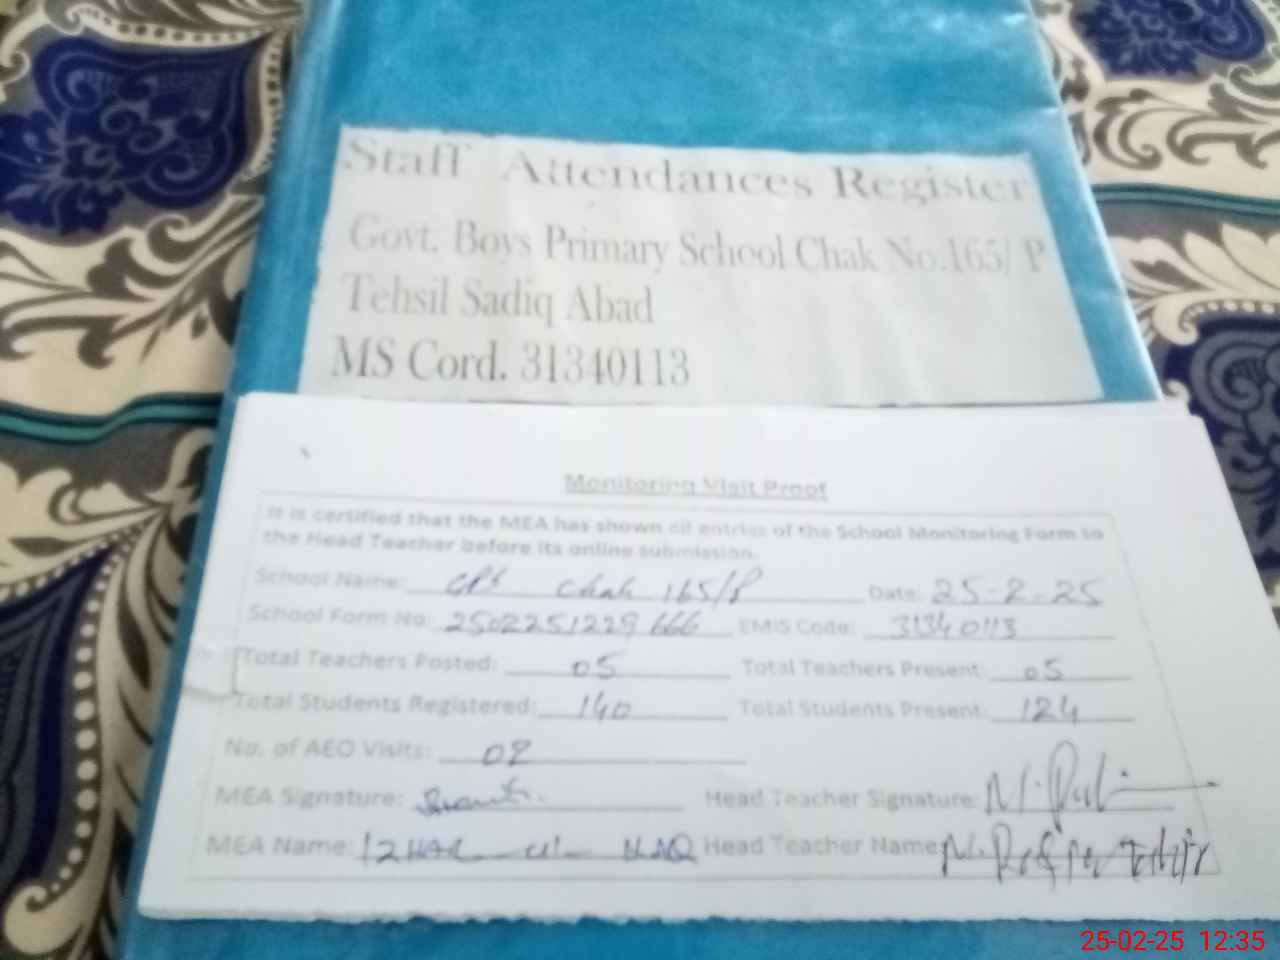 Staff Attendances Register
Govt. Boys Primary School Chak No.165/ P
Tehsil Sadiq Abad
MS Cord. 31340113
Monitoring Visit Proof
It is certified that the MEA has shown all entries of the School Monitoring Form to
the Head Teacher before its online submission.
School Name: GPS Chak 165/P Date: 25-2-25
School Form No: 2502251229666 EMIS Code: 31340113
Total Teachers Posted: 05 Total Teachers Present: 05
Total Students Registered: 140 Total Students Present: 124
No. of AEO Visits:
MEA Signature: Head Teacher Signature:
MEA Name: IZHAR ul HAQ Head Teacher Name
25-02-25 12:35